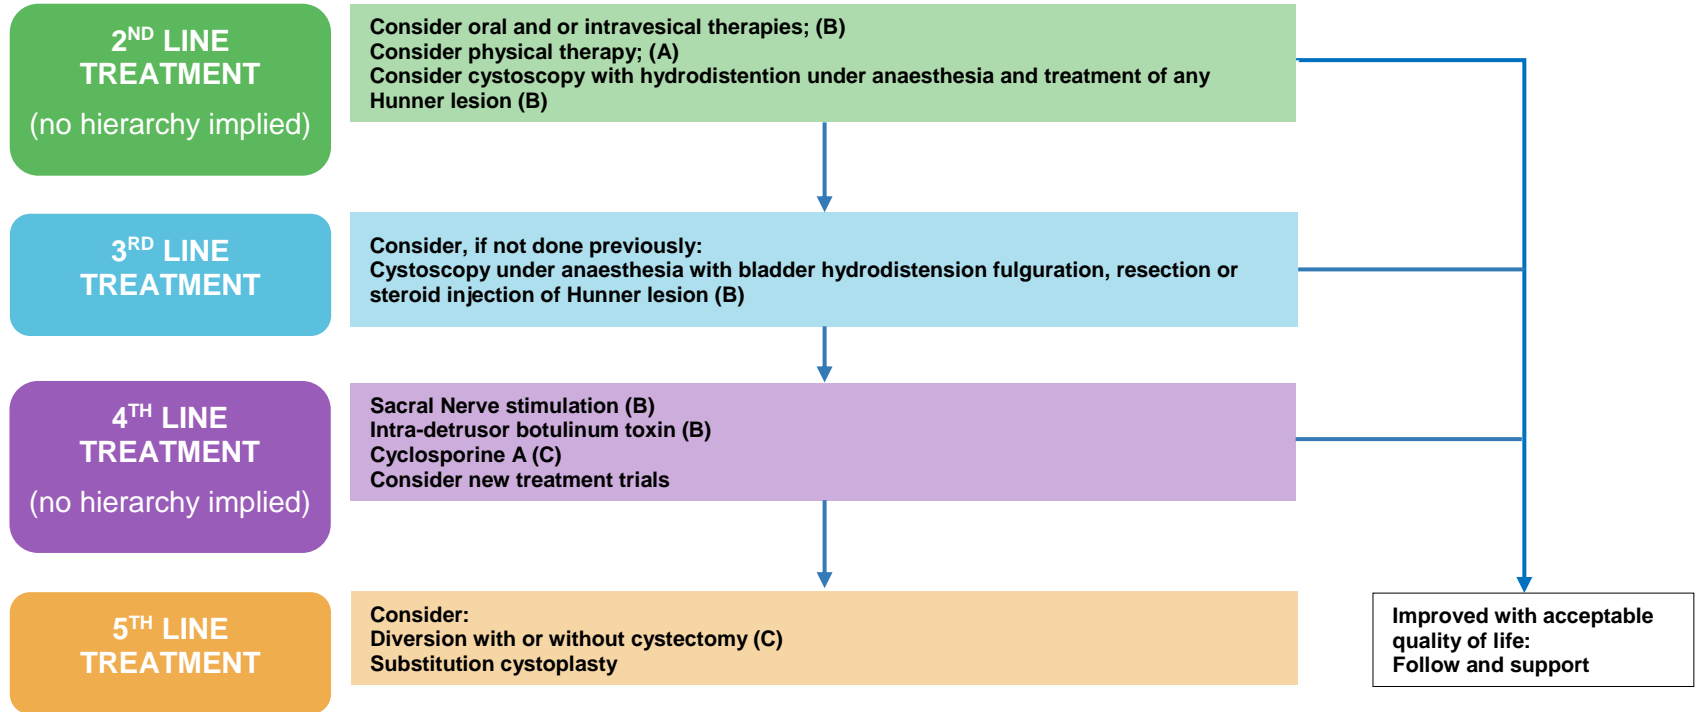 2ND LINE
TREATMENT
(no hierarchy implied)
Consider oral and or intravesical therapies; (B)
Consider physical therapy; (A)
Consider cystoscopy with hydrodistention under anaesthesia and treatment of any
Hunner lesion (B)
3RD LINE
TREATMENT
Consider, if not done previously:
Cystoscopy under anaesthesia with bladder hydrodistension fulguration, resection or
steroid injection of Hunner lesion (B)
4TH LINE
TREATMENT
(no hierarchy implied)
Sacral Nerve stimulation (B)
Intra-detrusor botulinum toxin (B)
Cyclosporine A (C)
Consider new treatment trials
5TH LINE
TREATMENT
Consider:
Diversion with or without cystectomy (C)
Substitution cystoplasty
Improved with acceptable
quality of life:
Follow and support